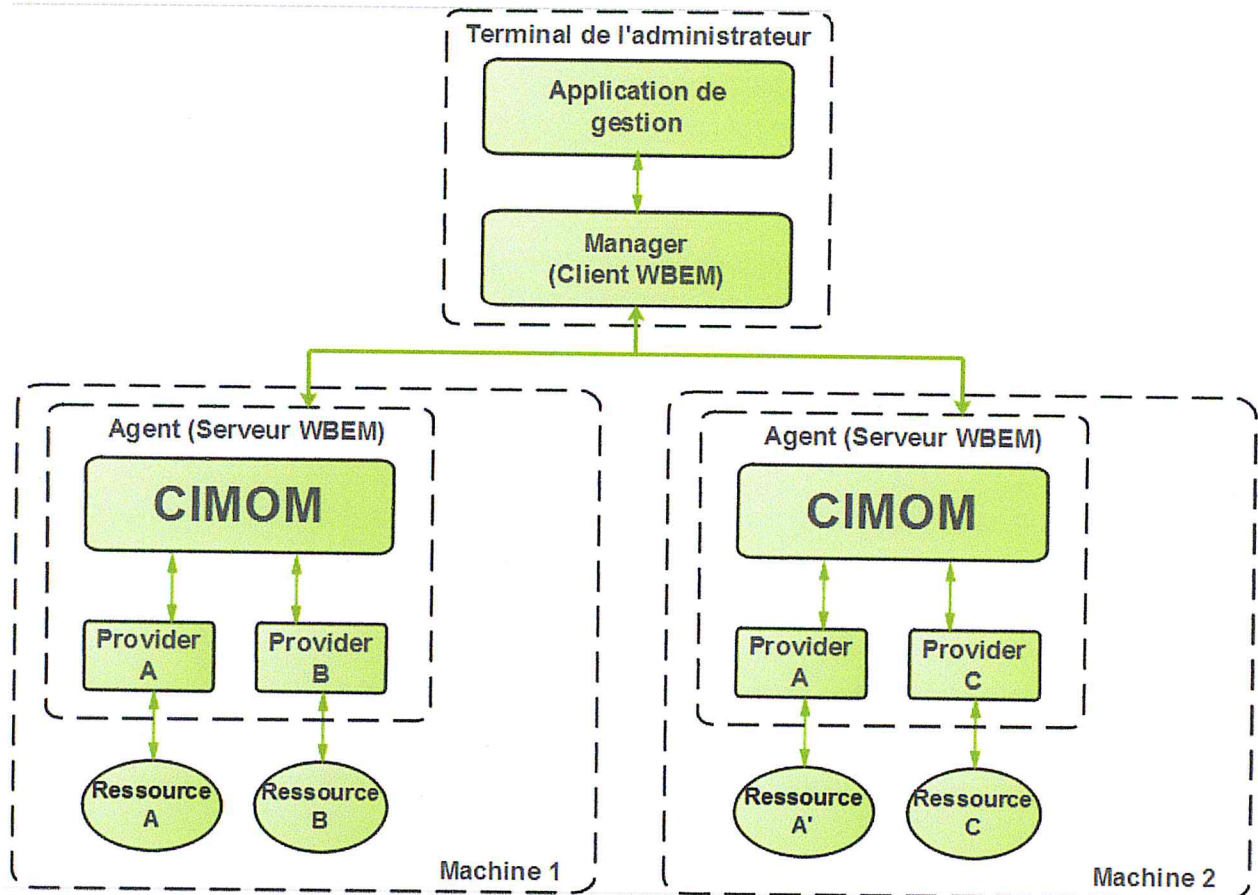 Terminal de l'administrateur
Application de
gestion
Manager
(Client WBEM)
Agent (Serveur WBEM)
CIMOM
Provider
A
Provider
B
Ressource
A
Ressource
B
Machine 1
Agent (Serveur WBEM)
CIMOM
Provider
A
Provider
C
Ressource
A'
Ressource
C
Machine 2